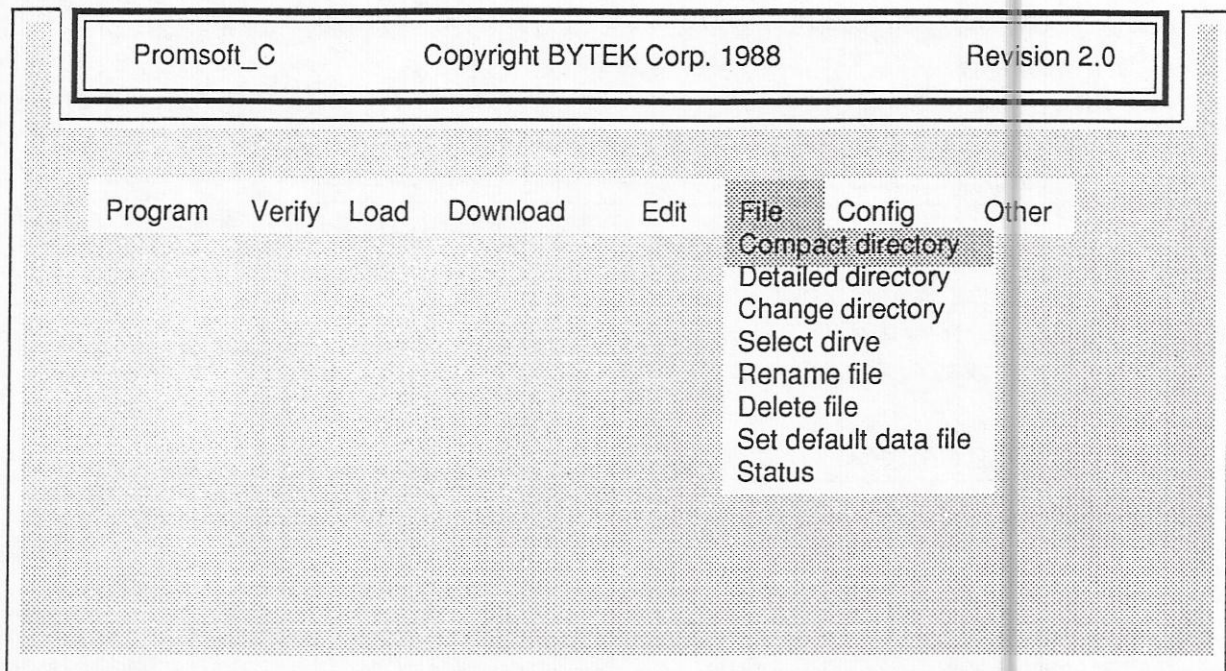 Promsoft_C Copyright BYTEK Corp. 1988 Revision 2.0
Program Verify Load Download Edit File Config Other
Compact directory
Detailed directory
Change directory
Select dirve
Rename file
Delete file
Set default data file
Status